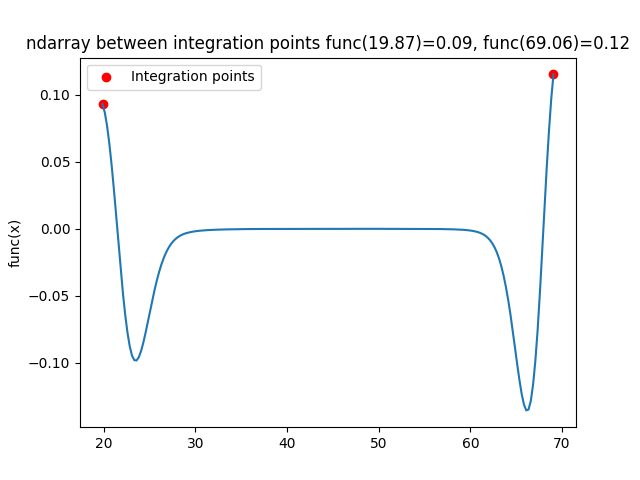 ndarray between integration points func(19.87)=0.09, func(69.06)=0.12
Integration points
func(x)
0.10
0.05
0.00
−0.05
−0.10
20 30 40 50 60 70